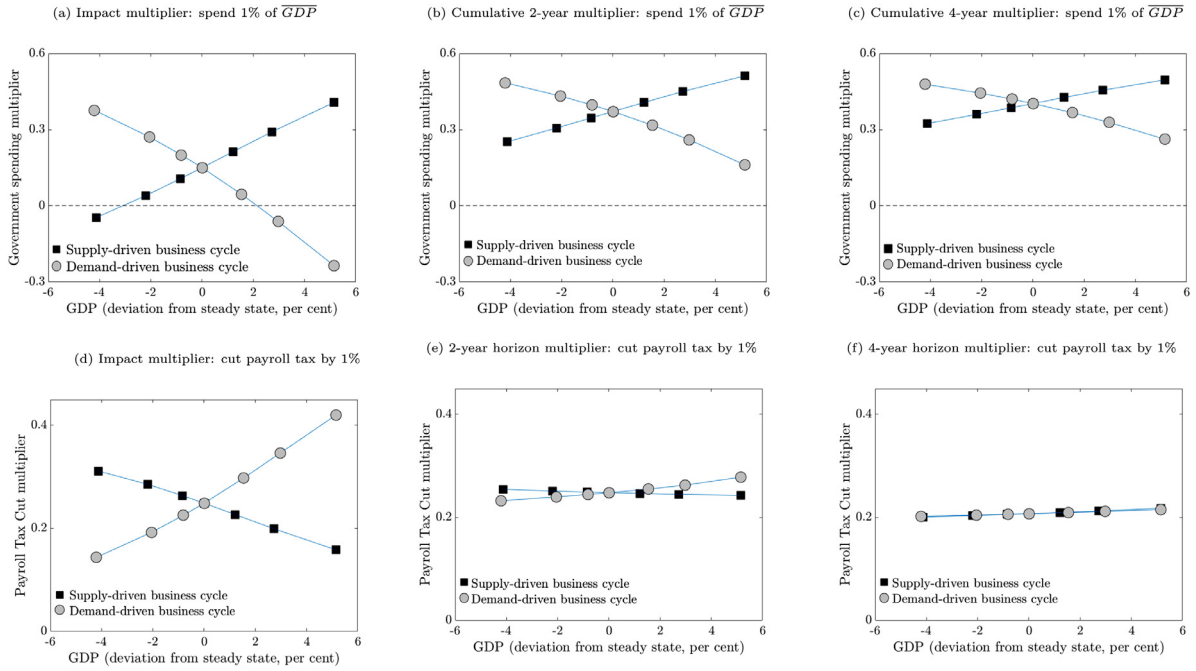 (a) Impact multiplier: spend 1% of GDP
Government spending multiplier
0.6
0.3
0
-0.3
Supply-driven business cycle
Demand-driven business cycle
-6 -4 -2 0 2 4 6
GDP (deviation from steady state, per cent)
(b) Cumulative 2-year multiplier: spend 1% of GDP
Government spending multiplier
0.6
0.3
0
-0.3
Supply-driven business cycle
Demand-driven business cycle
-6 -4 -2 0 2 4 6
GDP (deviation from steady state, per cent)
(c) Cumulative 4-year multiplier: spend 1% of GDP
Government spending multiplier
0.6
0.3
0
-0.3
Supply-driven business cycle
Demand-driven business cycle
-6 -4 -2 0 2 4 6
GDP (deviation from steady state, per cent)
(d) Impact multiplier: cut payroll tax by 1%
Payroll Tax Cut multiplier
0.4
0.2
0
Supply-driven business cycle
Demand-driven business cycle
-6 -4 -2 0 2 4 6
GDP (deviation from steady state, per cent)
(e) 2-year horizon multiplier: cut payroll tax by 1%
Payroll Tax Cut multiplier
0.4
0.2
0
Supply-driven business cycle
Demand-driven business cycle
-6 -4 -2 0 2 4 6
GDP (deviation from steady state, per cent)
(f) 4-year horizon multiplier: cut payroll tax by 1%
Payroll Tax Cut multiplier
0.4
0.2
0
Supply-driven business cycle
Demand-driven business cycle
-6 -4 -2 0 2 4 6
GDP (deviation from steady state, per cent)